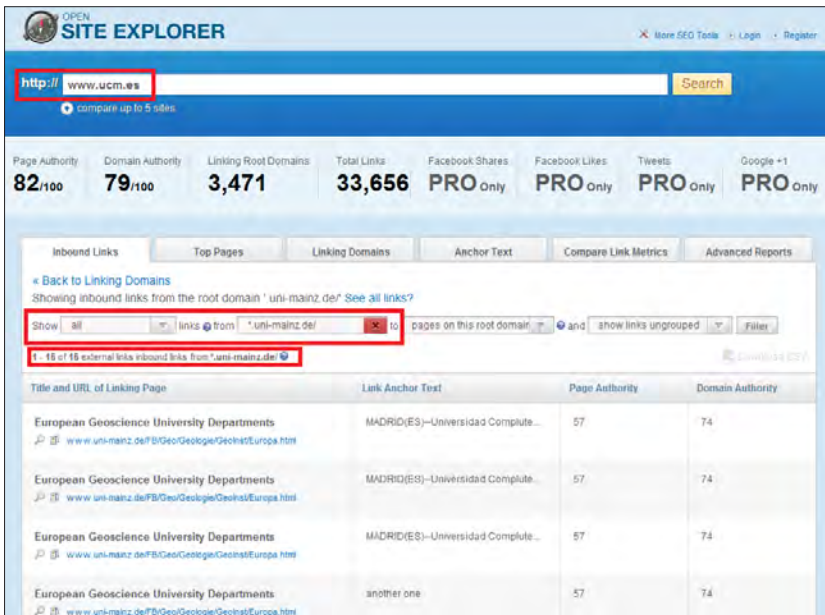 OPEN
SITE EXPLORER
More SEO Tools Login Register
http:// www.ucm.es Search
compare up to 5 sites
Page Authority Domain Authority Linking Root Domains Total Links Facebook Shares Facebook Likes Tweets Google +1
82/100 79/100 3,471 33,656 PRO Only PRO Only PRO Only PRO Only
Inbound Links Top Pages Linking Domains Anchor Text Compare Link Metrics Advanced Reports
« Back to Linking Domains
Showing inbound links from the root domain '*.uni-mainz.de/' See all links?
Show all links from *.uni-mainz.de/ x to pages on this root domain and show links ungrouped Filter
1 - 15 of 15 external links inbound links from *.uni-mainz.de/
Download CSV
Title and URL of Linking Page Link Anchor Text Page Authority Domain Authority
European Geoscience University Departments MADRID(ES)--Universidad Complute... 57 74
www.uni-mainz.de/FB/Geo/Geologie/GeoInst/Europa.html
European Geoscience University Departments MADRID(ES)--Universidad Complute... 57 74
www.uni-mainz.de/FB/Geo/Geologie/GeoInst/Europa.html
European Geoscience University Departments MADRID(ES)--Universidad Complute... 57 74
www.uni-mainz.de/FB/Geo/Geologie/GeoInst/Europa.html
European Geoscience University Departments another one 57 74
www.uni-mainz.de/FB/Geo/Geologie/GeoInst/Europa.html